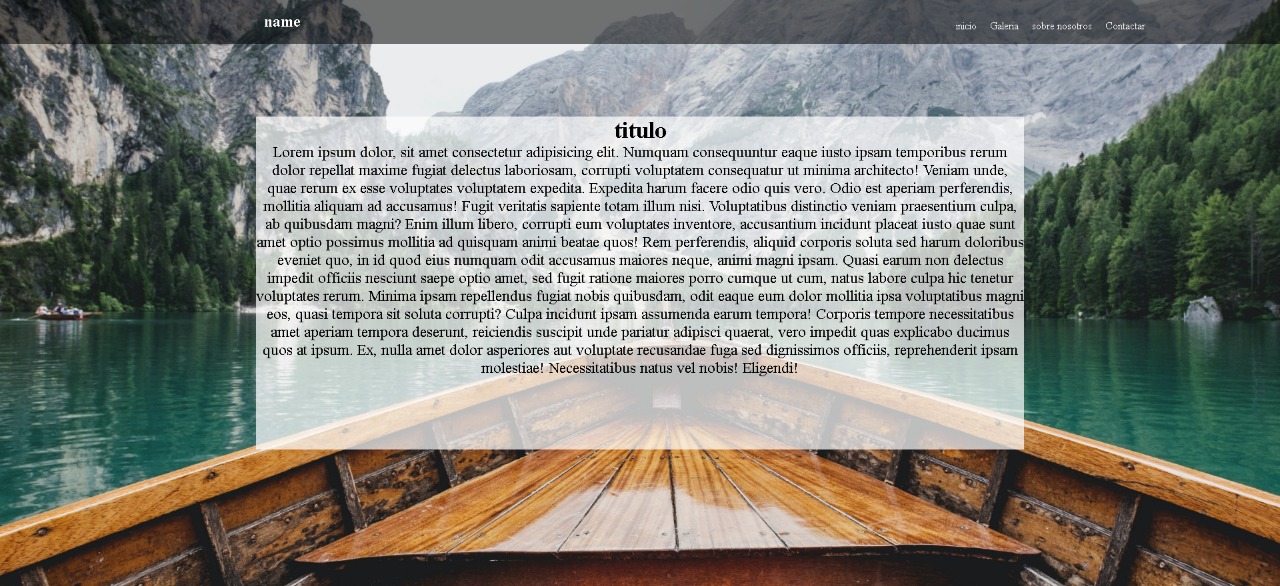 name
inicio Galeria sobre nosotros Contactar
titulo
Lorem ipsum dolor, sit amet consectetur adipisicing elit. Numquam consequuntur eaque iusto ipsam temporibus rerum
dolor repellat maxime fugiat delectus laboriosam, corrupti voluptatem consequatur ut minima architecto! Veniam unde,
quae rerum ex esse voluptates voluptatem expedita. Expedita harum facere odio quis vero. Odio est aperiam perferendis,
mollitia aliquam ad accusamus! Fugit veritatis sapiente totam illum nisi. Voluptatibus distinctio veniam praesentium culpa,
ab quibusdam magni? Enim illum libero, corrupti eum voluptates inventore, accusantium incidunt placeat iusto quae sunt
amet optio possimus mollitia ad quisquam animi beatae quos! Rem perferendis, aliquid corporis soluta sed harum doloribus
eveniet quo, in id quod eius numquam odit accusamus maiores neque, animi magni ipsam. Quasi earum non delectus
impedit officiis nesciunt saepe optio amet, sed fugit ratione maiores porro cumque ut cum, natus labore culpa hic tenetur
voluptates rerum. Minima ipsam repellendus fugiat nobis quibusdam, odit eaque eum dolor mollitia ipsa voluptatibus magni
eos, quasi tempora sit soluta corrupti? Culpa incidunt ipsam assumenda earum tempora! Corporis tempore necessitatibus
amet aperiam tempora deserunt, reiciendis suscipit unde pariatur adipisci quaerat, vero impedit quas explicabo ducimus
quos at ipsum. Ex, nulla amet dolor asperiores aut voluptate recusandae fuga sed dignissimos officiis, reprehenderit ipsam
molestiae! Necessitatibus natus vel nobis! Eligendi!